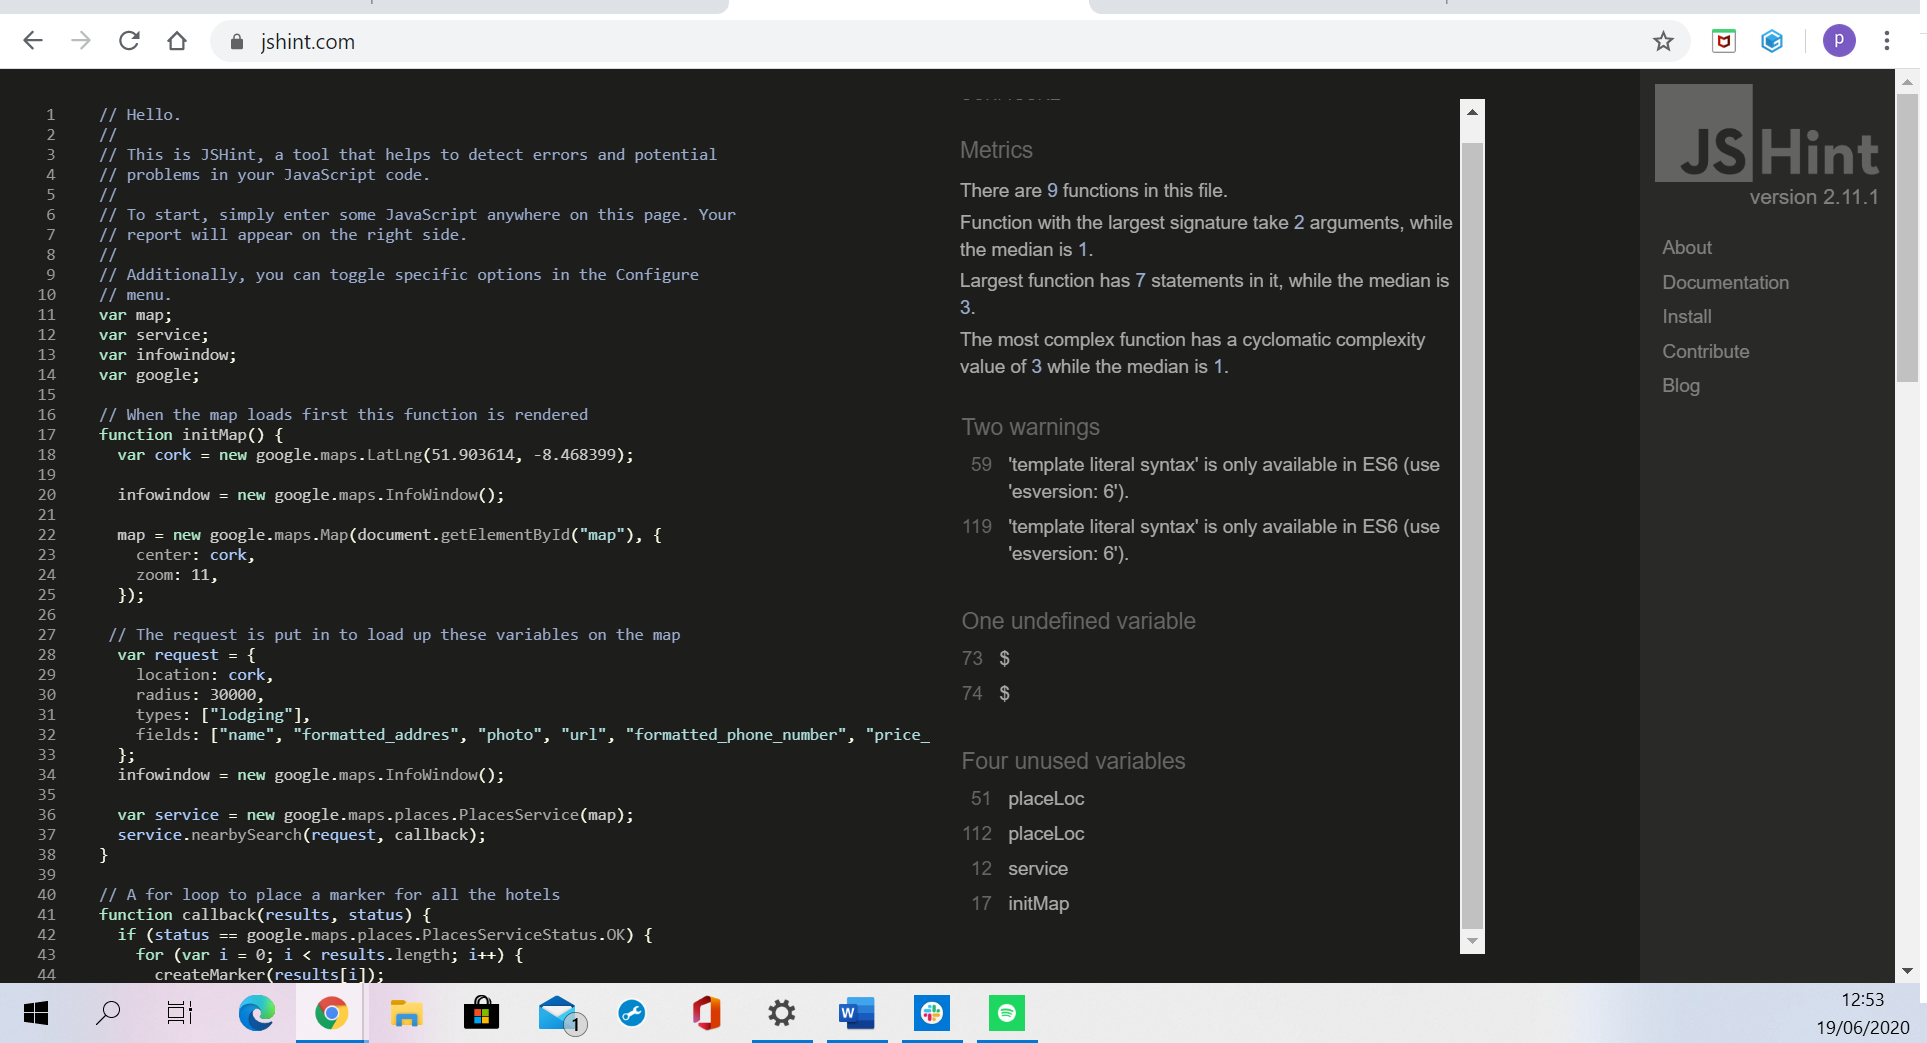 jshint.com
p
1 // Hello.
2 //
3 // This is JSHint, a tool that helps to detect errors and potential
4 // problems in your JavaScript code.
5 //
6 // To start, simply enter some JavaScript anywhere on this page. Your
7 // report will appear on the right side.
8 //
9 // Additionally, you can toggle specific options in the Configure
10 // menu.
11 var map;
12 var service;
13 var infowindow;
14 var google;
15
16 // When the map loads first this function is rendered
17 function initMap() {
18 var cork = new google.maps.LatLng(51.903614, -8.468399);
19
20 infowindow = new google.maps.InfoWindow();
21
22 map = new google.maps.Map(document.getElementById("map"), {
23 center: cork,
24 zoom: 11,
25 });
26
27 // The request is put in to load up these variables on the map
28 var request = {
29 location: cork,
30 radius: 30000,
31 types: ["lodging"],
32 fields: ["name", "formatted_addres", "photo", "url", "formatted_phone_number", "price_
33 };
34 infowindow = new google.maps.InfoWindow();
35
36 var service = new google.maps.places.PlacesService(map);
37 service.nearbySearch(request, callback);
38 }
39
40 // A for loop to place a marker for all the hotels
41 function callback(results, status) {
42 if (status == google.maps.places.PlacesServiceStatus.OK) {
43 for (var i = 0; i < results.length; i++) {
44 createMarker(results[i]);
Metrics
There are 9 functions in this file.
Function with the largest signature take 2 arguments, while
the median is 1.
Largest function has 7 statements in it, while the median is
3.
The most complex function has a cyclomatic complexity
value of 3 while the median is 1.
Two warnings
59 'template literal syntax' is only available in ES6 (use
'esversion: 6').
119 'template literal syntax' is only available in ES6 (use
'esversion: 6').
One undefined variable
73 $
74 $
Four unused variables
51 placeLoc
112 placeLoc
12 service
17 initMap
JSHint
version 2.11.1
About
Documentation
Install
Contribute
Blog
1
W
12:53
19/06/2020